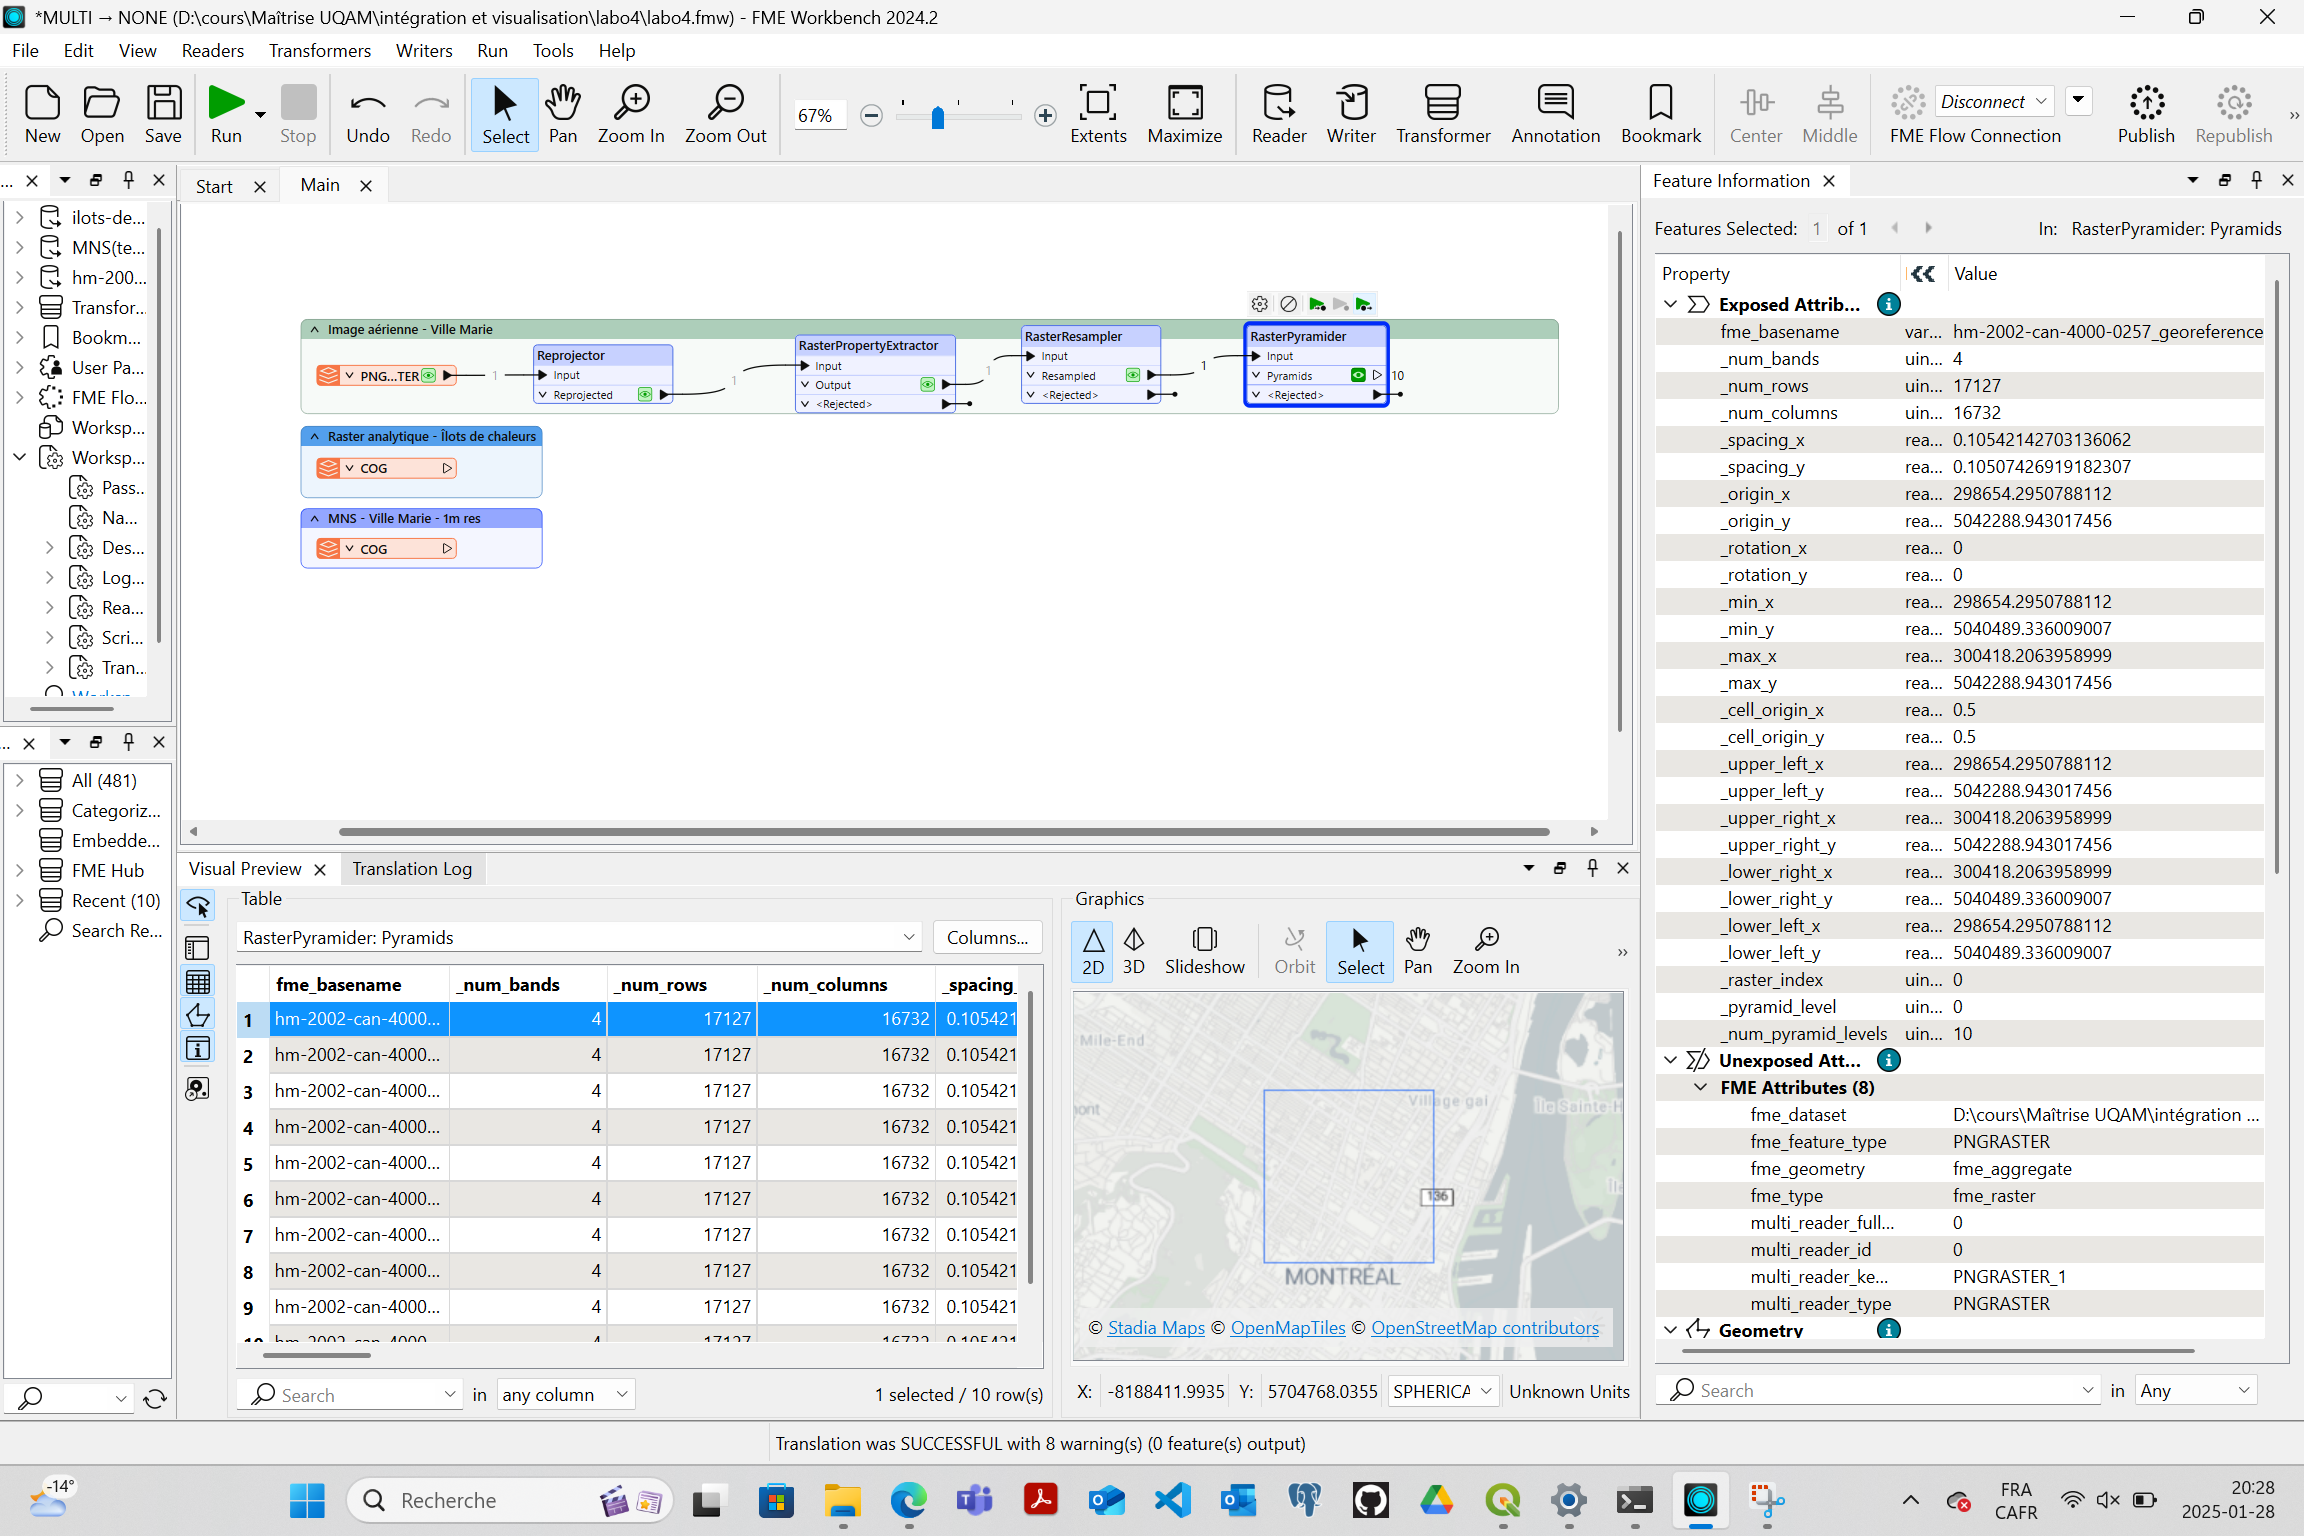 *MULTI → NONE (D:\cours\Maîtrise UQAM\intégration et visualisation\labo4\labo4.fmw) - FME Workbench 2024.2
File Edit View Readers Transformers Writers Run Tools Help
New Open Save Run Stop Undo Redo Select Pan Zoom In Zoom Out 67% Extents Maximize Reader Writer Transformer Annotation Bookmark Center Middle Disconnect FME Flow Connection Publish Republish
...
ilots-de...
MNS(te...
hm-200...
Transfor...
Bookm...
User Pa...
FME Flo...
Worksp...
Worksp...
Pass...
Na...
Des...
Log...
Rea...
Scri...
Tran...
...
All (481)
Categoriz...
Embedde...
FME Hub
Recent (10)
Search Re...
Start Main
Image aérienne - Ville Marie
PNG...TER
1
Reprojector
Input
Reprojected
1
RasterPropertyExtractor
Input
Output
<Rejected>
1
RasterResampler
Input
Resampled
<Rejected>
1
RasterPyramider
Input
Pyramids
<Rejected>
10
Raster analytique - Îlots de chaleurs
COG
MNS - Ville Marie - 1m res
COG
Visual Preview Translation Log
Table
RasterPyramider: Pyramids Columns...
fme_basename _num_bands _num_rows _num_columns _spacing_
1 hm-2002-can-4000... 4 17127 16732 0.105421
2 hm-2002-can-4000... 4 17127 16732 0.105421
3 hm-2002-can-4000... 4 17127 16732 0.105421
4 hm-2002-can-4000... 4 17127 16732 0.105421
5 hm-2002-can-4000... 4 17127 16732 0.105421
6 hm-2002-can-4000... 4 17127 16732 0.105421
7 hm-2002-can-4000... 4 17127 16732 0.105421
8 hm-2002-can-4000... 4 17127 16732 0.105421
9 hm-2002-can-4000... 4 17127 16732 0.105421
10 hm-2002-can-4000... 4 17127 16732 0.105421
Search in any column 1 selected / 10 row(s)
Graphics
2D 3D Slideshow Orbit Select Pan Zoom In
Mile-End
Village gai
Île Sainte-H
136
MONTRÉAL
© Stadia Maps © OpenMapTiles © OpenStreetMap contributors
X: -8188411.9935 Y: 5704768.0355 SPHERICA Unknown Units
Feature Information
Features Selected: 1 of 1 In: RasterPyramider: Pyramids
Property Value
Exposed Attrib...
fme_basename var... hm-2002-can-4000-0257_georeference
_num_bands uin... 4
_num_rows uin... 17127
_num_columns uin... 16732
_spacing_x rea... 0.10542142703136062
_spacing_y rea... 0.10507426919182307
_origin_x rea... 298654.2950788112
_origin_y rea... 5042288.943017456
_rotation_x rea... 0
_rotation_y rea... 0
_min_x rea... 298654.2950788112
_min_y rea... 5040489.336009007
_max_x rea... 300418.2063958999
_max_y rea... 5042288.943017456
_cell_origin_x rea... 0.5
_cell_origin_y rea... 0.5
_upper_left_x rea... 298654.2950788112
_upper_left_y rea... 5042288.943017456
_upper_right_x rea... 300418.2063958999
_upper_right_y rea... 5042288.943017456
_lower_right_x rea... 300418.2063958999
_lower_right_y rea... 5040489.336009007
_lower_left_x rea... 298654.2950788112
_lower_left_y rea... 5040489.336009007
_raster_index uin... 0
_pyramid_level uin... 0
_num_pyramid_levels uin... 10
Unexposed Att...
FME Attributes (8)
fme_dataset D:\cours\Maîtrise UQAM\intégration ...
fme_feature_type PNGRASTER
fme_geometry fme_aggregate
fme_type fme_raster
multi_reader_full... 0
multi_reader_id 0
multi_reader_ke... PNGRASTER_1
multi_reader_type PNGRASTER
Geometry
Search in Any
Translation was SUCCESSFUL with 8 warning(s) (0 feature(s) output)
-14°
Recherche
FRA
CAFR
20:28
2025-01-28